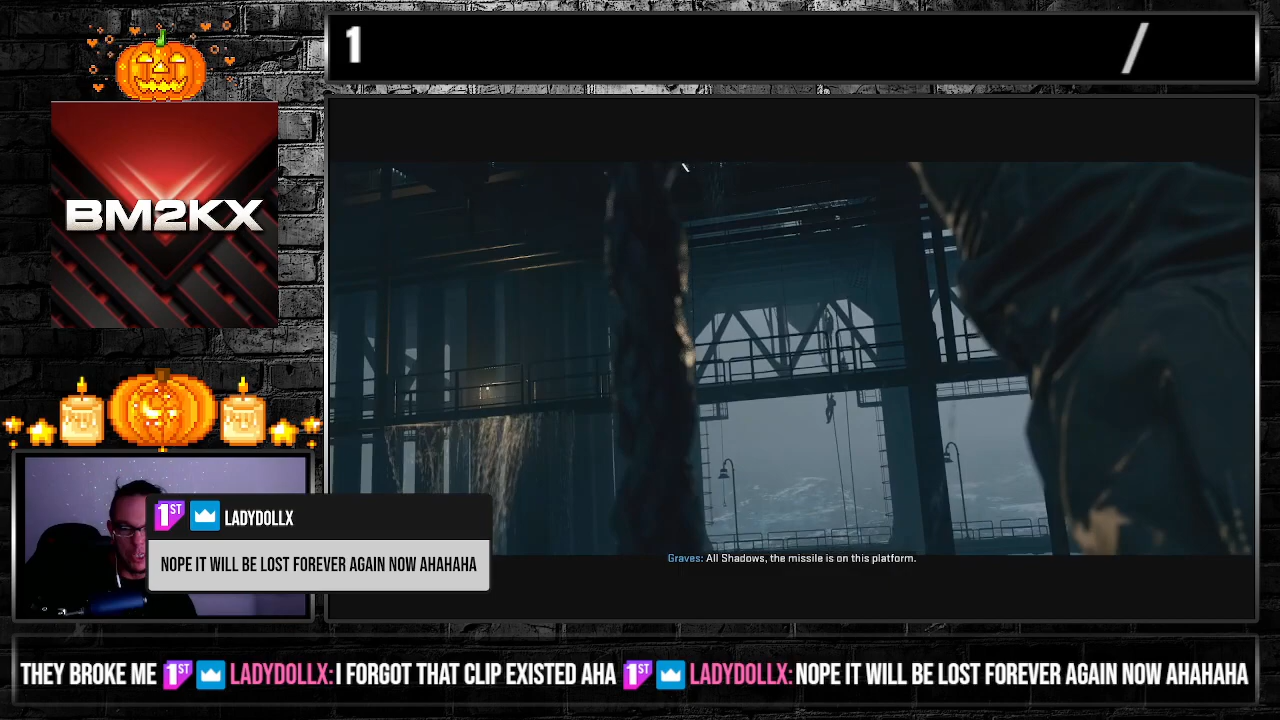 1 /
BM2KX
1ST LADYDOLLX
NOPE IT WILL BE LOST FOREVER AGAIN NOW AHAHAHA
Graves: All Shadows, the missile is on this platform.
THEY BROKE ME 1ST LADYDOLLX: I FORGOT THAT CLIP EXISTED AHA 1ST LADYDOLLX: NOPE IT WILL BE LOST FOREVER AGAIN NOW AHAHAHA